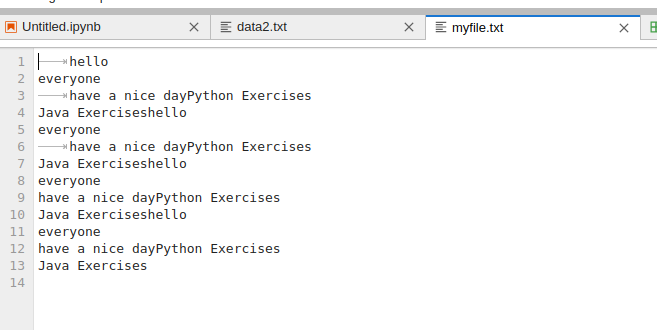 Untitled.ipynb
data2.txt
myfile.txt
1 hello
2 everyone
3 have a nice dayPython Exercises
4 Java Exerciseshello
5 everyone
6 have a nice dayPython Exercises
7 Java Exerciseshello
8 everyone
9 have a nice dayPython Exercises
10 Java Exerciseshello
11 everyone
12 have a nice dayPython Exercises
13 Java Exercises
14